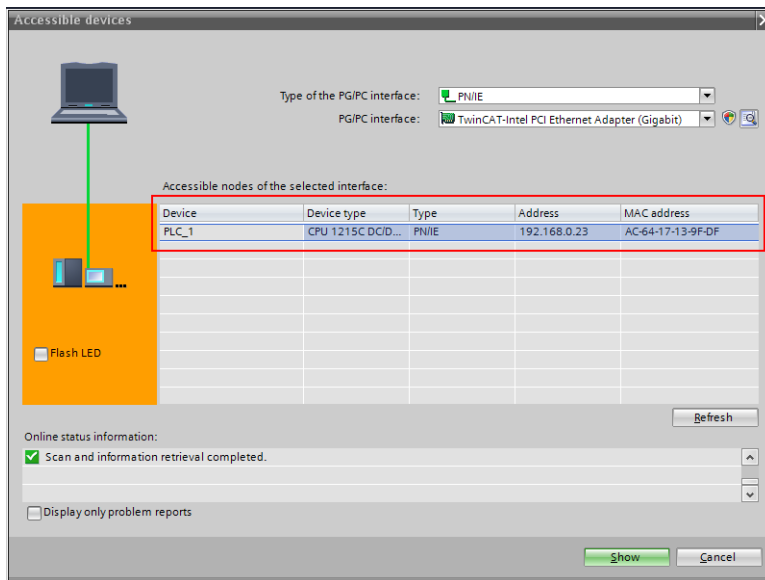 Accessible devices
Type of the PG/PC interface: PN/IE
PG/PC interface: TwinCAT-Intel PCI Ethernet Adapter (Gigabit)
Accessible nodes of the selected interface:
Device Device type Type Address MAC address
PLC_1 CPU 1215C DC/D... PN/IE 192.168.0.23 AC-64-17-13-9F-DF
Flash LED
Refresh
Online status information:
Scan and information retrieval completed.
Display only problem reports
Show Cancel